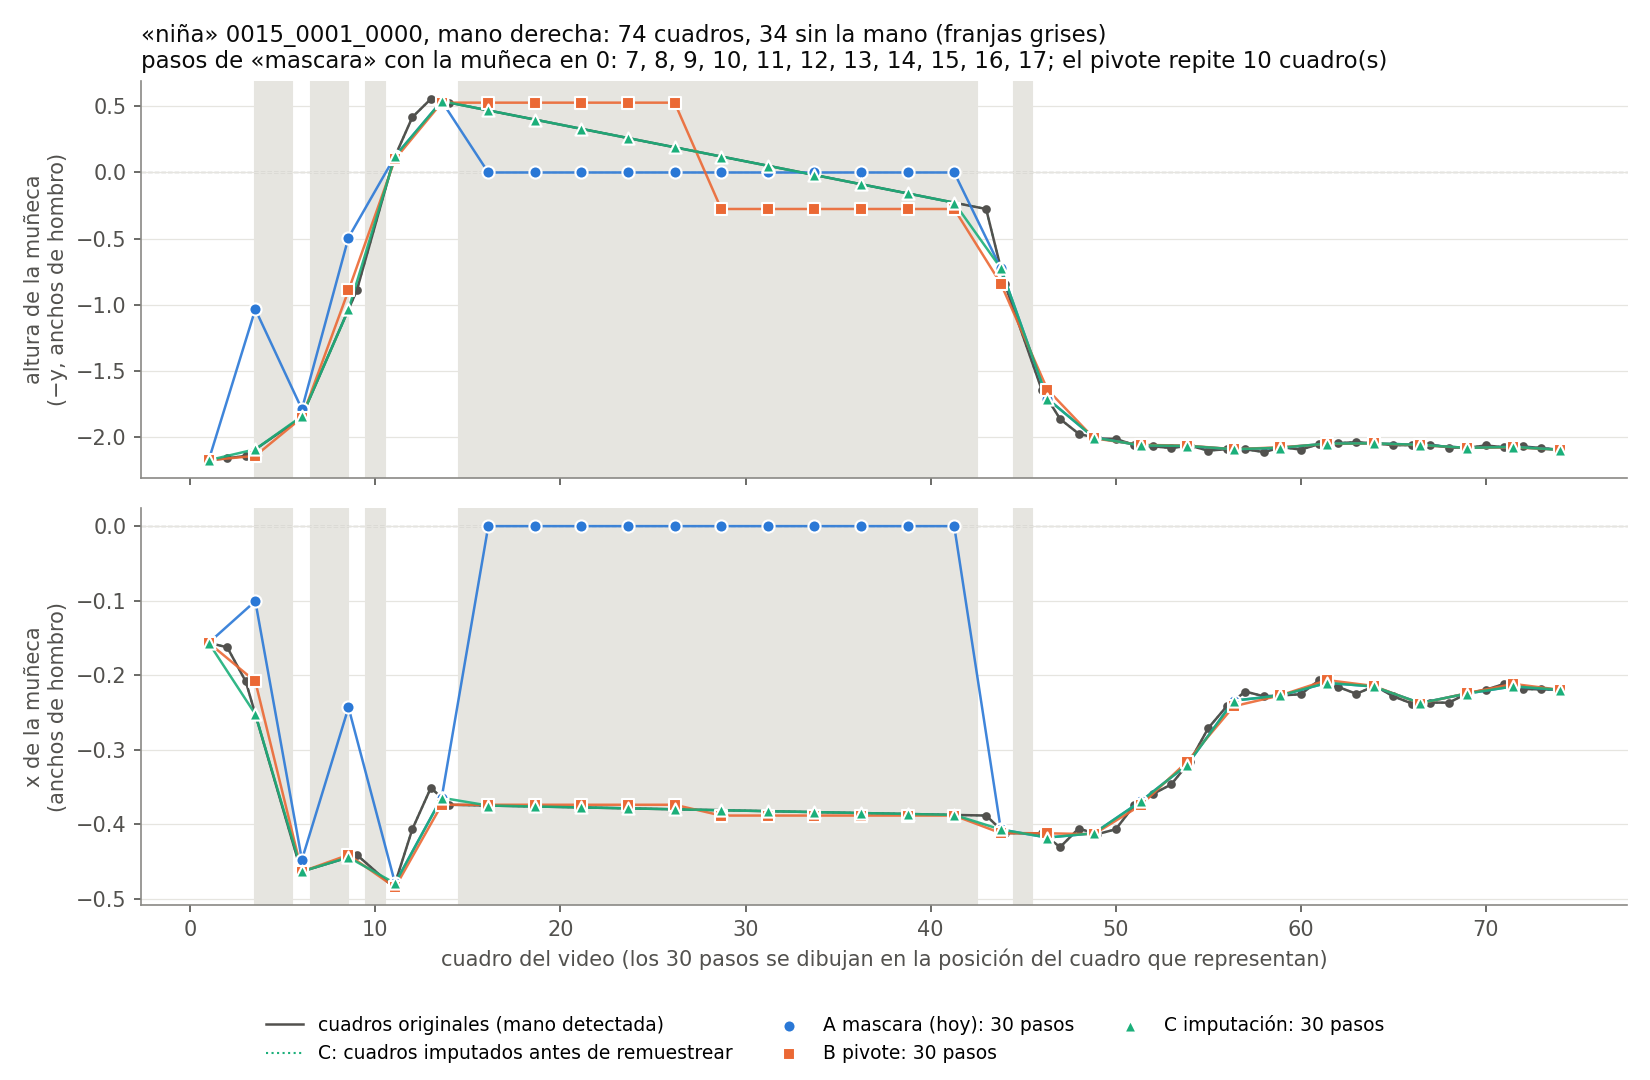 «niña» 0015_0001_0000, mano derecha: 74 cuadros, 34 sin la mano (franjas grises)
pasos de «mascara» con la muñeca en 0: 7, 8, 9, 10, 11, 12, 13, 14, 15, 16, 17; el pivote repite 10 cuadro(s)
altura de la muñeca
(−y, anchos de hombro)
0.5
0.0
−0.5
−1.0
−1.5
−2.0
x de la muñeca
(anchos de hombro)
0.0
−0.1
−0.2
−0.3
−0.4
−0.5
0 10 20 30 40 50 60 70
cuadro del video (los 30 pasos se dibujan en la posición del cuadro que representan)
cuadros originales (mano detectada)
C: cuadros imputados antes de remuestrear
A mascara (hoy): 30 pasos
B pivote: 30 pasos
C imputación: 30 pasos